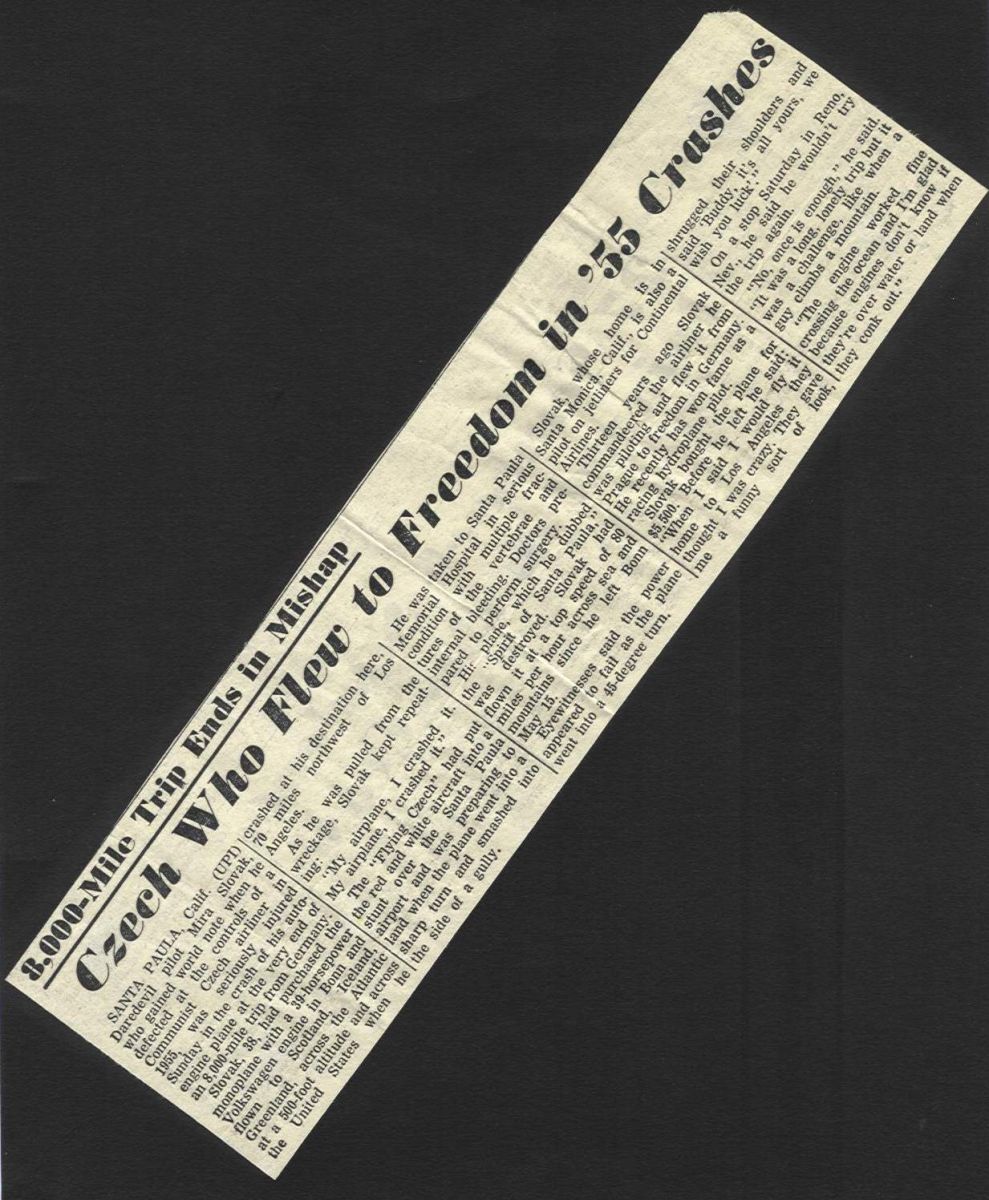 8,000-Mile Trip Ends in Mishap
Czech Who Flew to Freedom in '55 Crashes
SANTA PAULA, Calif. (UPI)
Daredevil pilot Mira Slovak,
who gained world note when he
defected at the controls of a
Communist Czech airliner in
1955, was seriously injured
Sunday in the crash of his auto-
engine plane at the very end of
an 8,000-mile trip from Germany.
Slovak, 38, had purchased the
monoplane with a 39-horsepower
Volkswagen engine in Bonn and
flown to Scotland, Iceland,
Greenland, across the Atlantic
at a 500-foot altitude and across
the United States when he
crashed at his destination here,
70 miles northwest of Los
Angeles.
As he was pulled from the
wreckage, Slovak kept repeat-
ing:
"My airplane, I crashed it.
My airplane, I crashed it."
The "Flying Czech" had put
the red and white aircraft into a
stunt over the Santa Paula
airport and was preparing to
land when the plane went into a
sharp turn and smashed into
the side of a gully.
He was taken to Santa Paula
Memorial Hospital in serious
condition with multiple frac-
tures of the vertebrae and
internal bleeding. Doctors pre-
pared to perform surgery.
His plane, which he dubbed
the "Spirit of Santa Paula,"
was destroyed. Slovak had
flown it at a top speed of 80
miles per hour across sea and
mountains since he left Bonn
May 15.
Eyewitnesses said the power
appeared to fail as the plane
went into 45-degree turn.
Slovak, whose home is in
Santa Monica, Calif., is also a
pilot on jetliners for Continental
Airlines.
Thirteen years ago Slovak
commandeered the airliner he
was piloting and flew it from
Prague to freedom in Germany.
He recently has won fame as a
racing hydroplane pilot.
Slovak bought the plane for
$5,500. Before he left he said:
"When I said I would fly it
home to Los Angeles they
thought I was crazy. They gave
me a funny sort of look,
shrugged their shoulders and
said 'Buddy, it's all yours, we
wish you luck'."
On a stop Saturday in Reno,
Nev., he said he wouldn't try
the trip again.
"No, once is enough," he said.
"It was a long, lonely trip but it
was a challenge, like when a
guy climbs a mountain.
"The engine worked fine
crossing the ocean and I'm glad
because engines don't know if
they're over water or land when
they conk out."